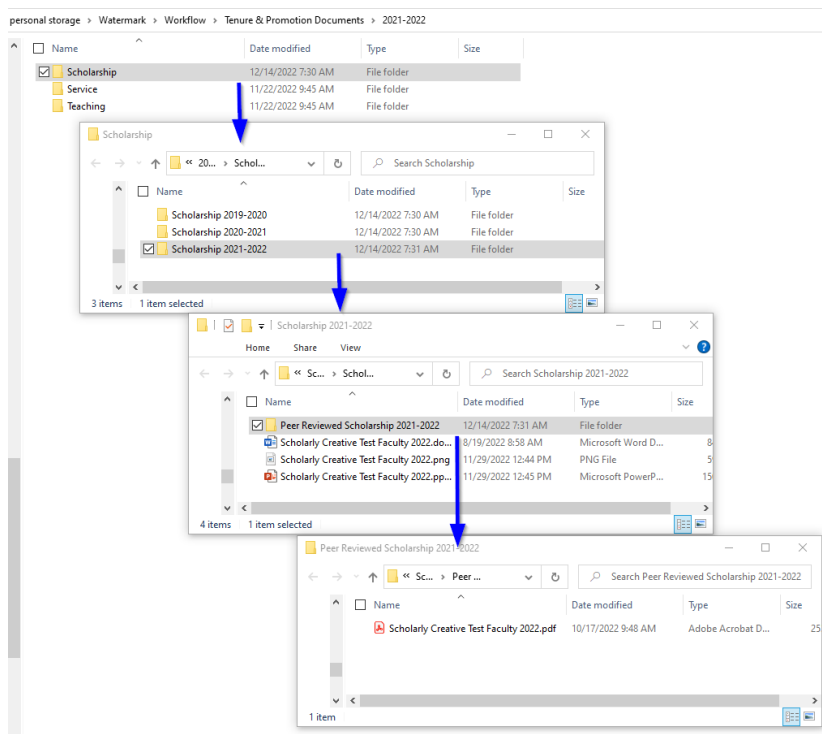 personal storage > Watermark > Workflow > Tenure & Promotion Documents > 2021-2022
Name Date modified Type Size
Scholarship 12/14/2022 7:30 AM File folder
Service 11/22/2022 9:45 AM File folder
Teaching 11/22/2022 9:45 AM File folder
Scholarship
« 20... > Schol... Search Scholarship
Name Date modified Type Size
Scholarship 2019-2020 12/14/2022 7:30 AM File folder
Scholarship 2020-2021 12/14/2022 7:30 AM File folder
Scholarship 2021-2022 12/14/2022 7:31 AM File folder
3 items 1 item selected
Scholarship 2021-2022
Home Share View
« Sc... > Schol... Search Scholarship 2021-2022
Name Date modified Type Size
Peer Reviewed Scholarship 2021-2022 12/14/2022 7:31 AM File folder
Scholarly Creative Test Faculty 2022.do... 8/19/2022 8:58 AM Microsoft Word D...
Scholarly Creative Test Faculty 2022.png 11/29/2022 12:44 PM PNG File
Scholarly Creative Test Faculty 2022.pp... 11/29/2022 12:45 PM Microsoft PowerP...
4 items 1 item selected
Peer Reviewed Scholarship 2021-2022
« Sc... > Peer ... Search Peer Reviewed Scholarship 2021-2022
Name Date modified Type Size
Scholarly Creative Test Faculty 2022.pdf 10/17/2022 9:48 AM Adobe Acrobat D... 25
1 item